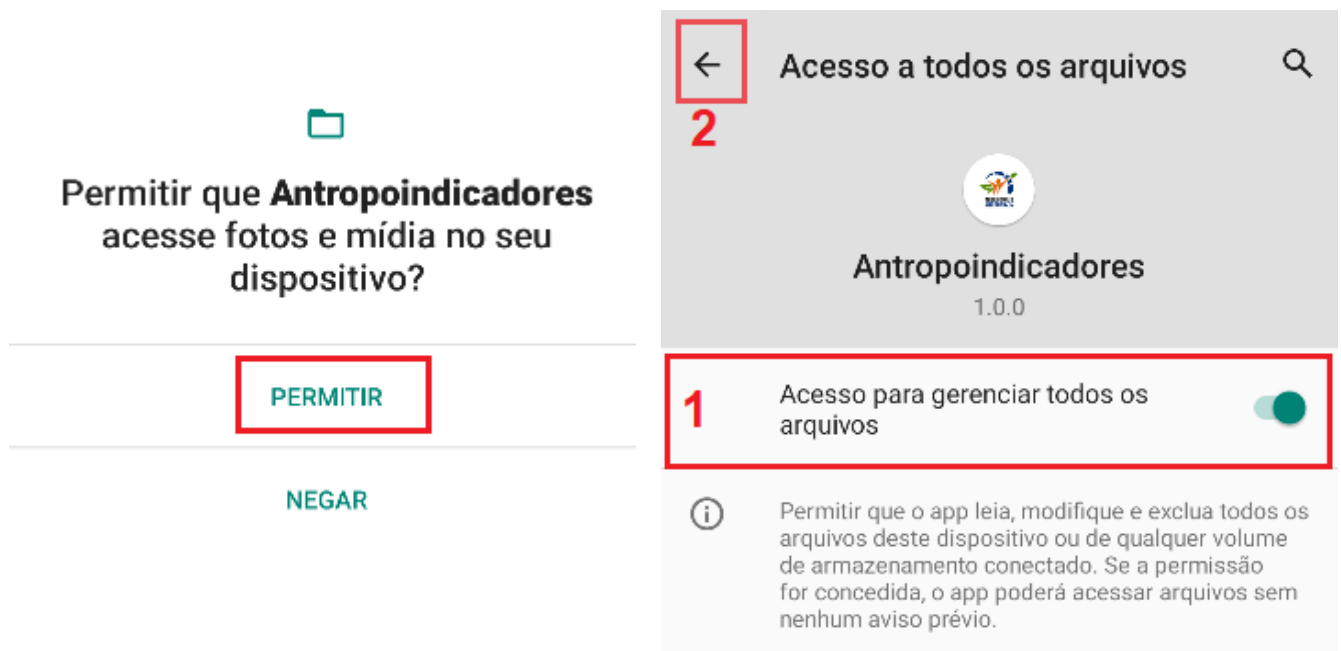 Permitir que Antropoindicadores
acesse fotos e mídia no seu
dispositivo?
PERMITIR
NEGAR
Acesso a todos os arquivos
2
Antropoindicadores
1.0.0
1
Acesso para gerenciar todos os
arquivos
Permitir que o app leia, modifique e exclua todos os
arquivos deste dispositivo ou de qualquer volume
de armazenamento conectado. Se a permissão
for concedida, o app poderá acessar arquivos sem
nenhum aviso prévio.